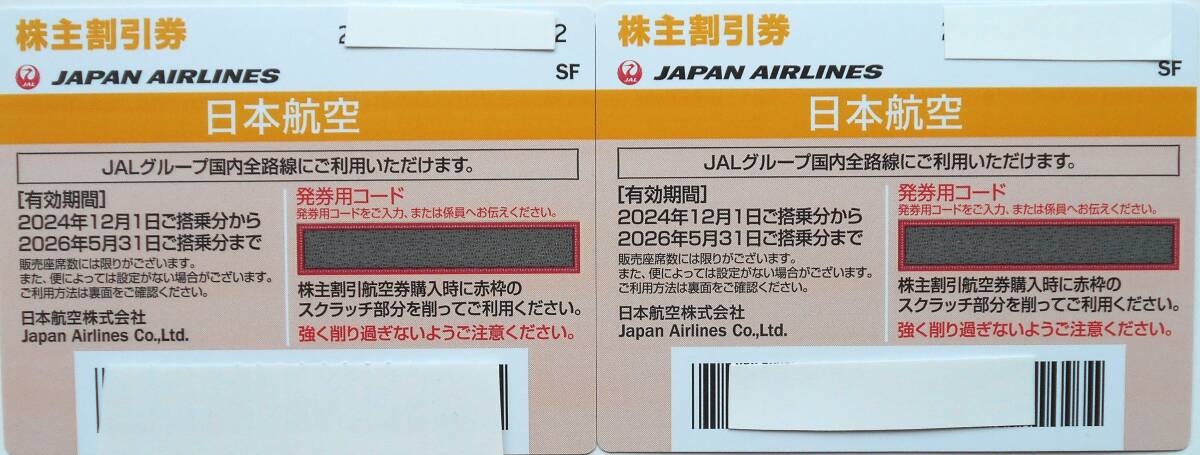 株主割引券
2 2
JAL JAPAN AIRLINES
SF
日本航空
JALグループ国内全路線にご利用いただけます。
[有効期間]
2024年12月1日ご搭乗分から
2026年5月31日ご搭乗分まで
販売座席数には限りがございます。
また、便によっては設定がない場合がございます。
ご利用方法は裏面をご確認ください。
日本航空株式会社
Japan Airlines Co.,Ltd.
発券用コード
発券用コードをご入力、または係員へお伝えください。
株主割引航空券購入時に赤枠の
スクラッチ部分を削ってご利用ください。
強く削り過ぎないようご注意ください。
株主割引券
2
JAL JAPAN AIRLINES
SF
日本航空
JALグループ国内全路線にご利用いただけます。
[有効期間]
2024年12月1日ご搭乗分から
2026年5月31日ご搭乗分まで
販売座席数には限りがございます。
また、便によっては設定がない場合がございます。
ご利用方法は裏面をご確認ください。
日本航空株式会社
Japan Airlines Co.,Ltd.
発券用コード
発券用コードをご入力、または係員へお伝えください。
株主割引航空券購入時に赤枠の
スクラッチ部分を削ってご利用ください。
強く削り過ぎないようご注意ください。